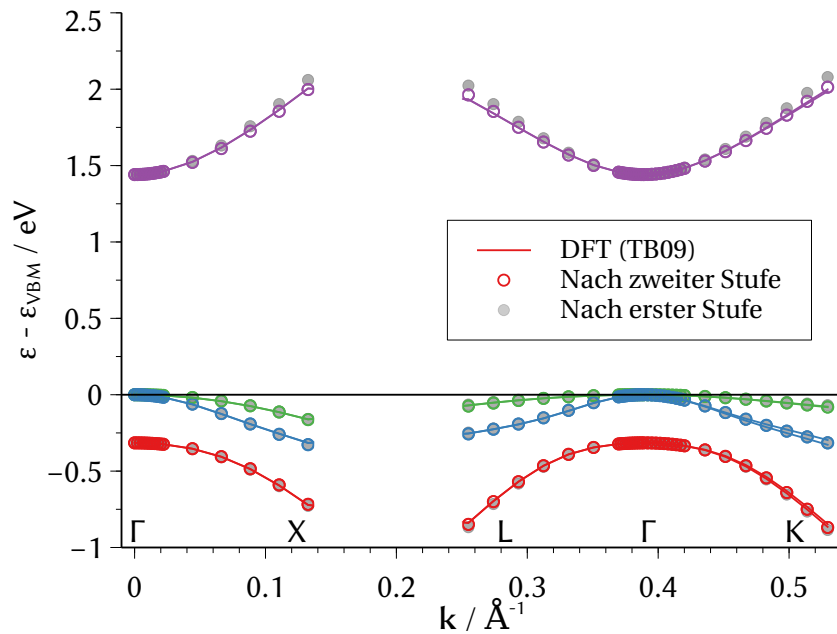 2.5
2
1.5
1
0.5
0
−0.5
−1
ε - ε_VBM / eV
DFT (TB09)
Nach zweiter Stufe
Nach erster Stufe
Γ X L Γ K
0 0.1 0.2 0.3 0.4 0.5
k / Å⁻¹